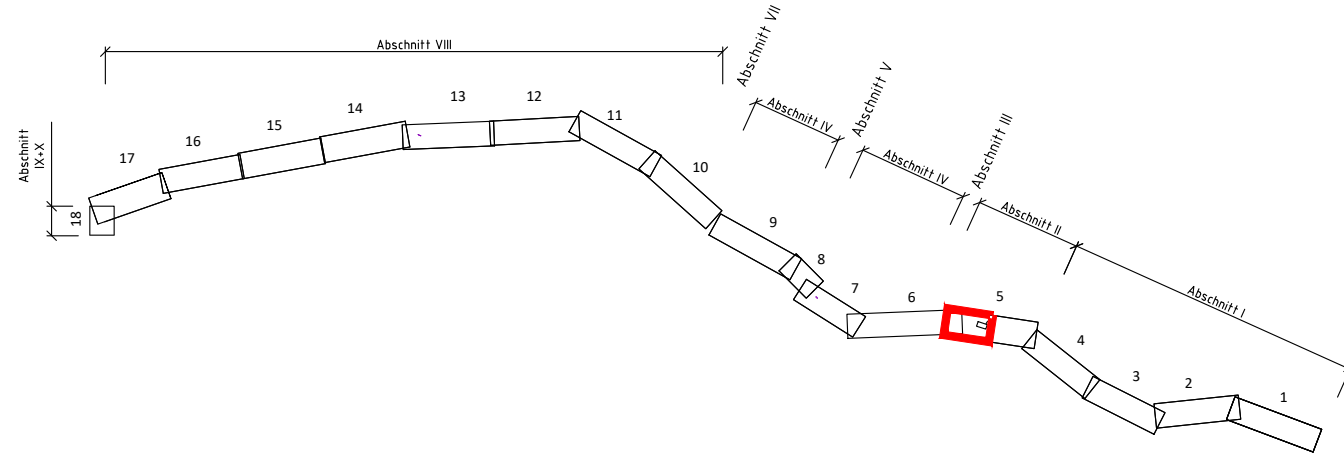 Abschnitt VIII
Abschnitt VII
Abschnitt IV
Abschnitt V
Abschnitt IV
Abschnitt III
Abschnitt II
Abschnitt I
Abschnitt
IX+X
18
17
16
15
14
13
12
11
10
9
8
7
6
5
4
3
2
1